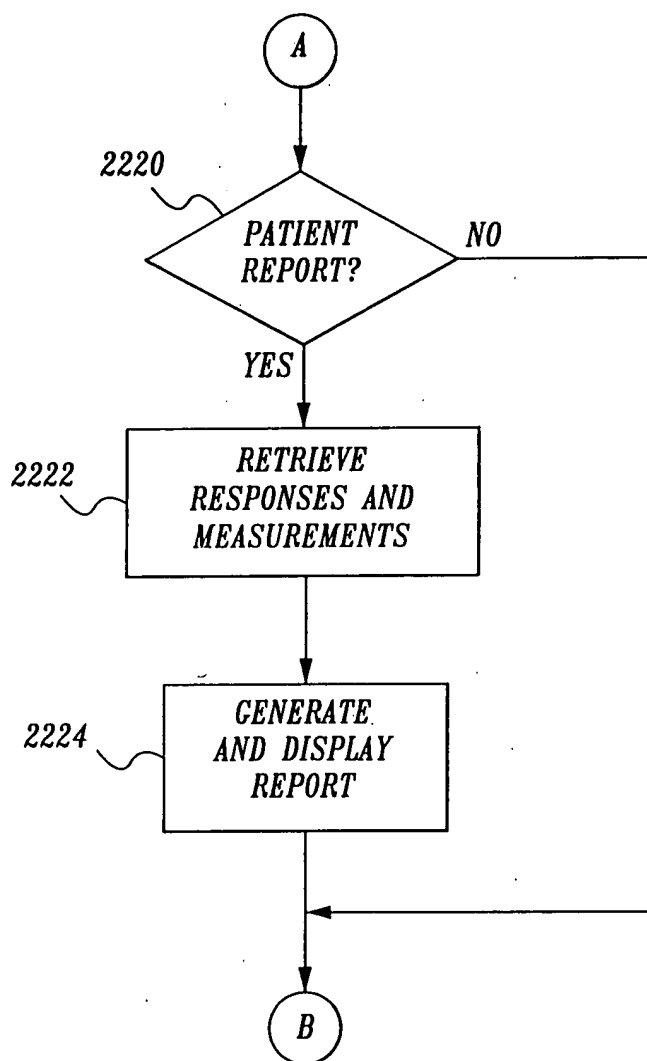 A
2220
PATIENT
REPORT?
NO
YES
2222
RETRIEVE
RESPONSES AND
MEASUREMENTS
2224
GENERATE
AND DISPLAY
REPORT
B